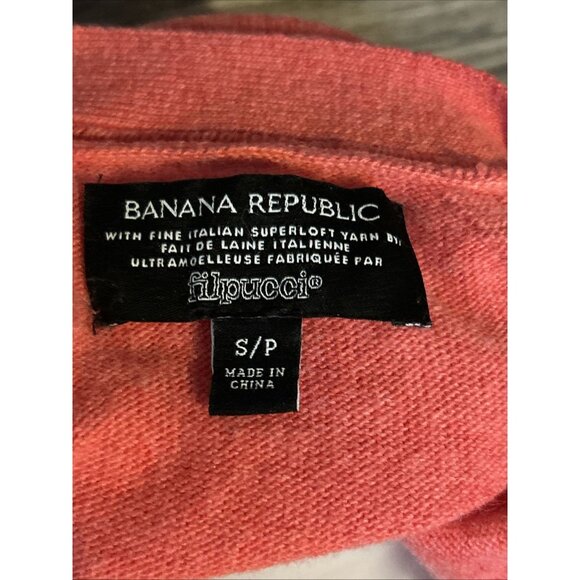 BANANA REPUBLIC
WITH FINE ITALIAN SUPERLOFT YARN BY:
FAIT DE LAINE ITALIENNE
ULTRAMOELLEUSE FABRIQUÉE PAR
filpucci®
S/P
MADE IN
CHINA